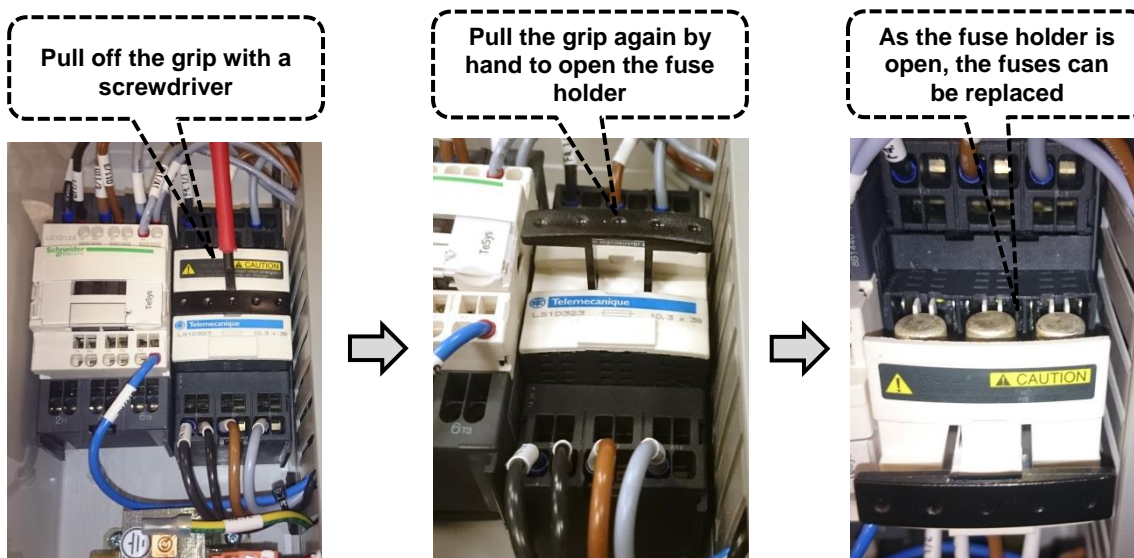 Pull off the grip with a
screwdriver
Pull the grip again by
hand to open the fuse
holder
As the fuse holder is
open, the fuses can
be replaced
Schneider
Electric
TeSys
CAUTION
Telemecanique
LS1D323 10,3 x 38
TeSys
Telemecanique
LS1D323 10,3 x 38
6T3
CAUTION